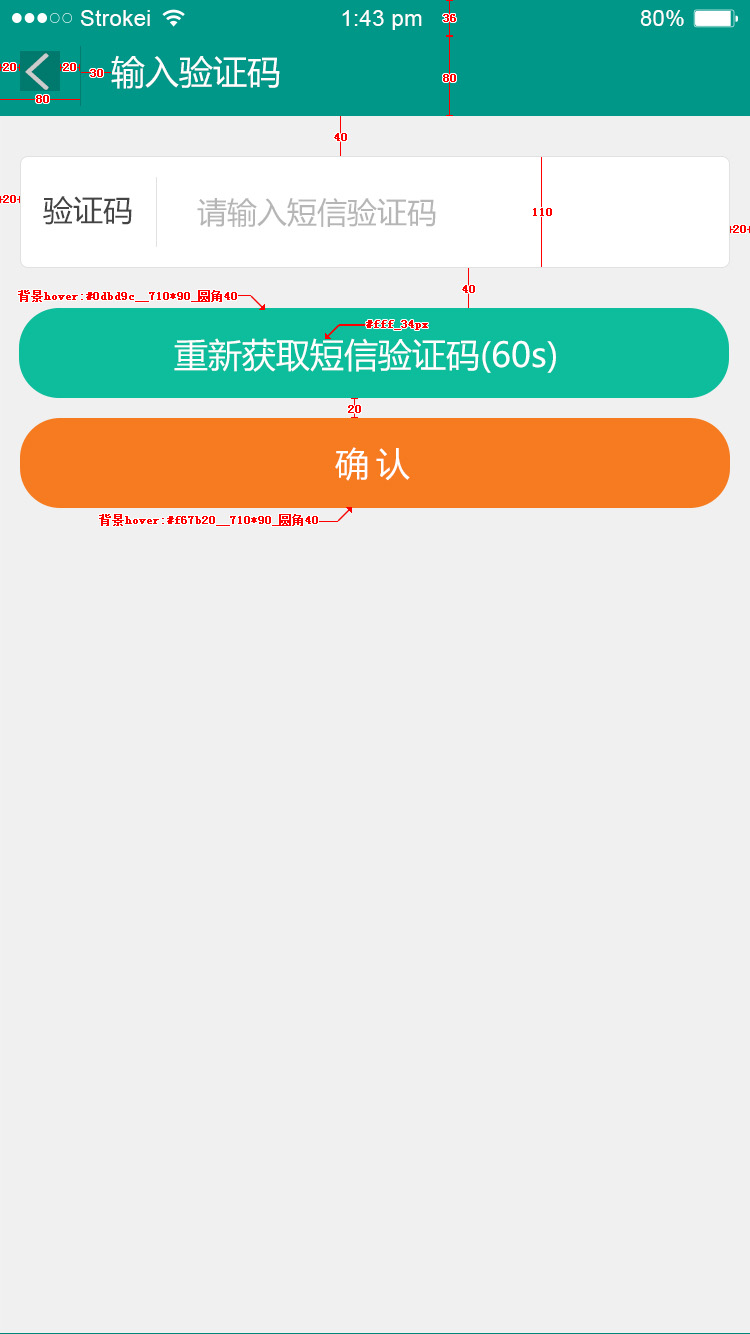 Strokei 1:43 pm 36 80%
20 20 30 输入验证码 80
80
40
20 验证码 请输入短信验证码 110 20
40
背景hover:#0dbd9c__710*90_圆角40
#fff_34px
重新获取短信验证码(60s)
20
确认
背景hover:#f67b20__710*90_圆角40